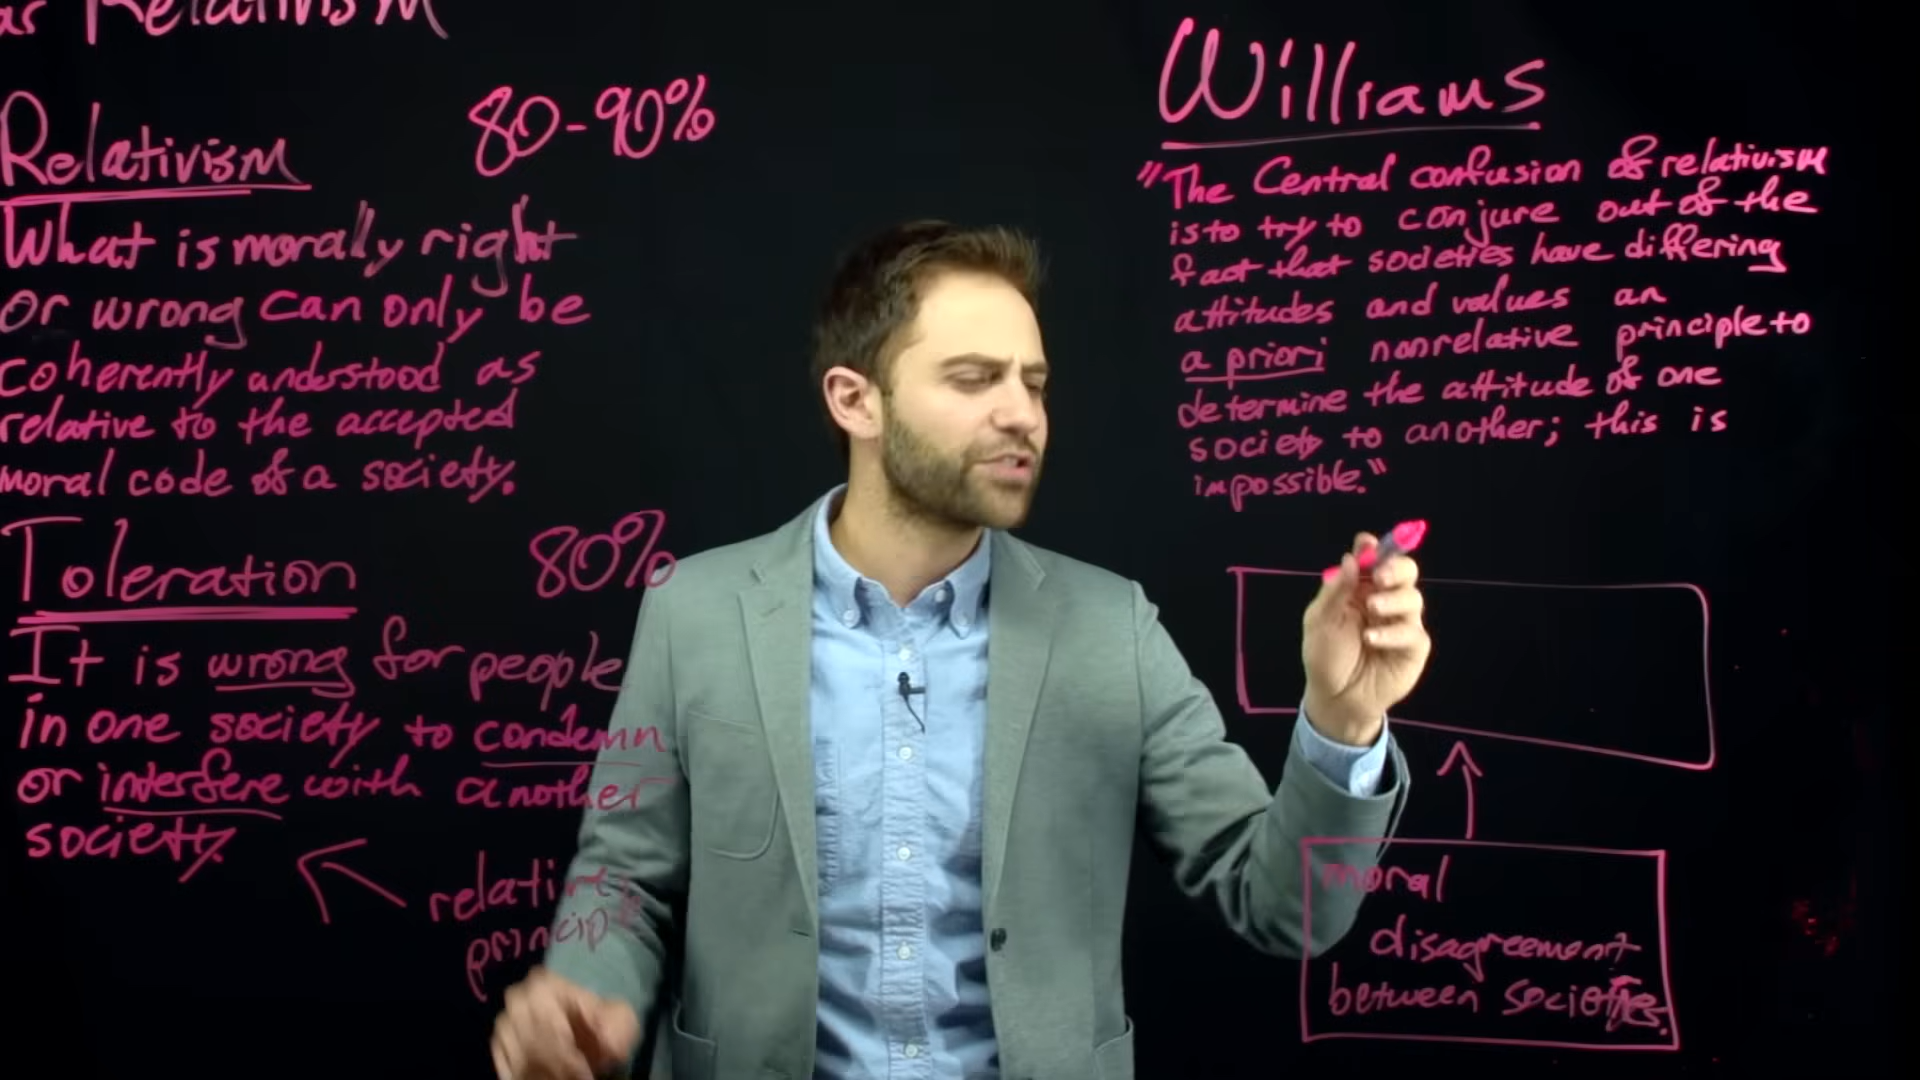 Relativism
Relativism
80-90%
What is morally right
or wrong can only be
coherently understood as
relative to the accepted
moral code of a society.
Toleration
80%
It is wrong for people
in one society to condemn
or interfere with another
society.
Williams
"The Central confusion of relativism
is to try to conjure out of the
fact that societies have differing
attitudes and values an
a priori nonrelative principle to
determine the attitude of one
society to another; this is
impossible."
moral
disagreement
between societies.